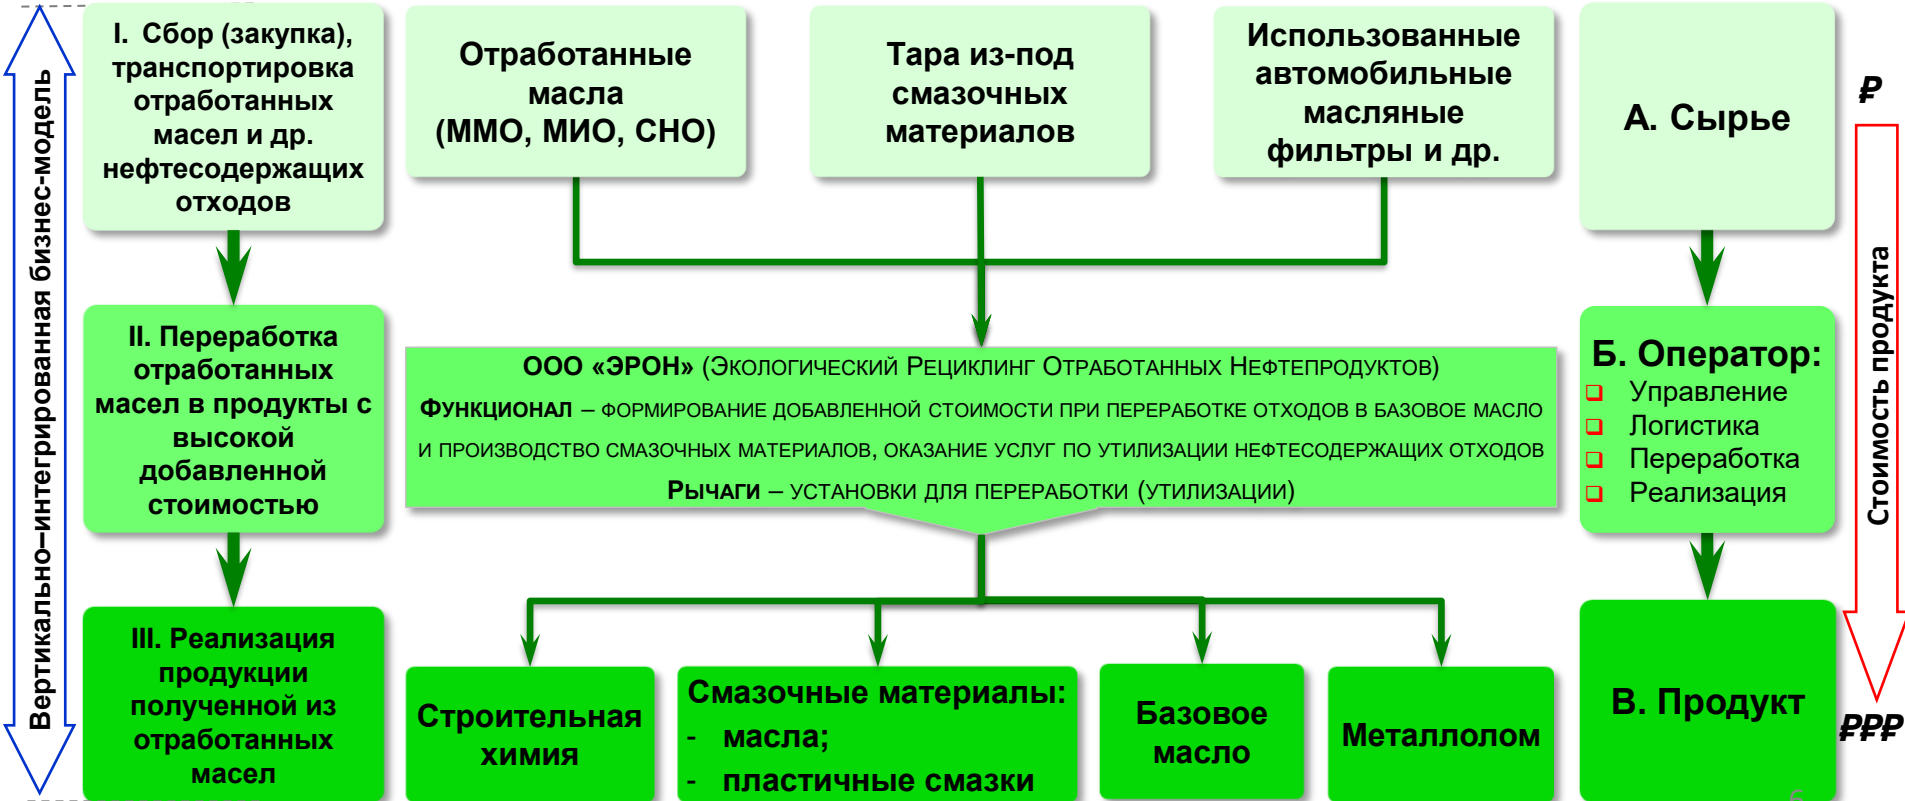 Вертикально–интегрированная бизнес-модель
I. Сбор (закупка),
транспортировка
отработанных
масел и др.
нефтесодержащих
отходов
Отработанные
масла
(ММО, МИО, СНО)
Тара из-под
смазочных
материалов
Использованные
автомобильные
масляные
фильтры и др.
А. Сырье
₽
Стоимость продукта
II. Переработка
отработанных
масел в продукты с
высокой
добавленной
стоимостью
ООО «ЭРОН» (Экологический Рециклинг Отработанных Нефтепродуктов)
Функционал – формирование добавленной стоимости при переработке отходов в базовое масло
и производство смазочных материалов, оказание услуг по утилизации нефтесодержащих отходов
Рычаги – установки для переработки (утилизации)
Б. Оператор:
❑ Управление
❑ Логистика
❑ Переработка
❑ Реализация
III. Реализация
продукции
полученной из
отработанных
масел
Строительная
химия
Смазочные материалы:
- масла;
- пластичные смазки
Базовое
масло
Металлолом
В. Продукт
₽₽₽